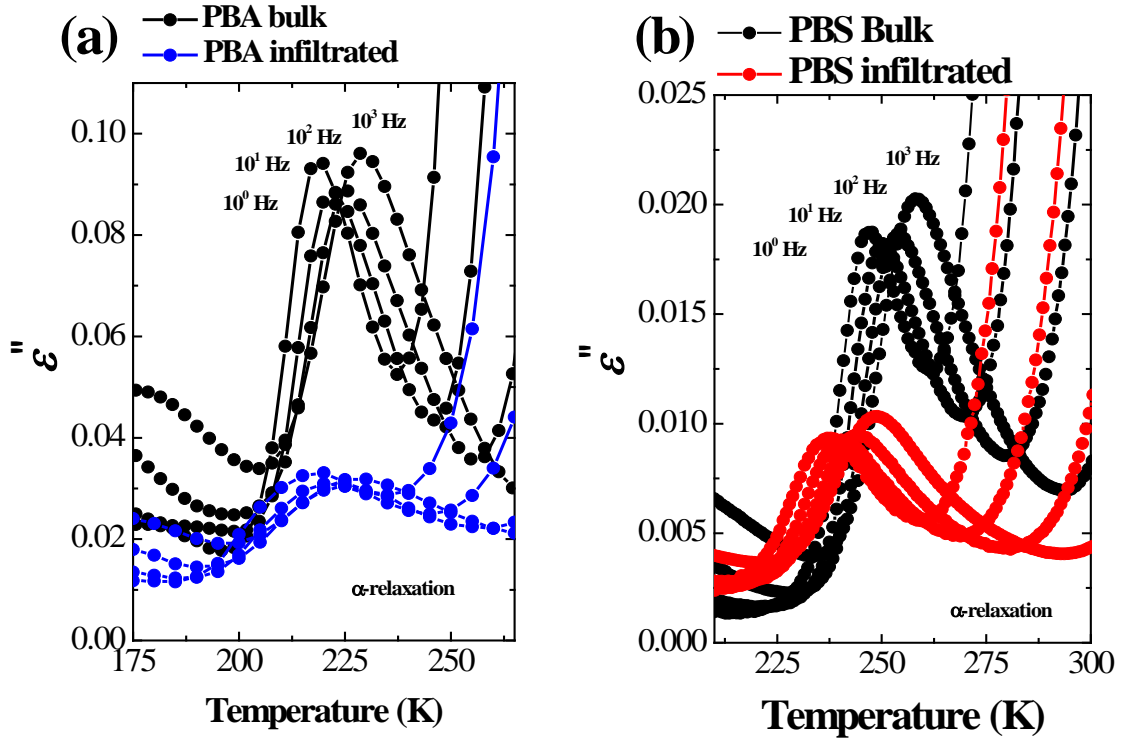 (a)
PBA bulk
PBA infiltrated
0.10
0.08
0.06
0.04
0.02
0.00
ε"
10³ Hz
10² Hz
10¹ Hz
10⁰ Hz
α-relaxation
175 200 225 250
Temperature (K)
(b)
PBS Bulk
PBS infiltrated
0.025
0.020
0.015
0.010
0.005
0.000
ε"
10³ Hz
10² Hz
10¹ Hz
10⁰ Hz
α-relaxation
225 250 275 300
Temperature (K)